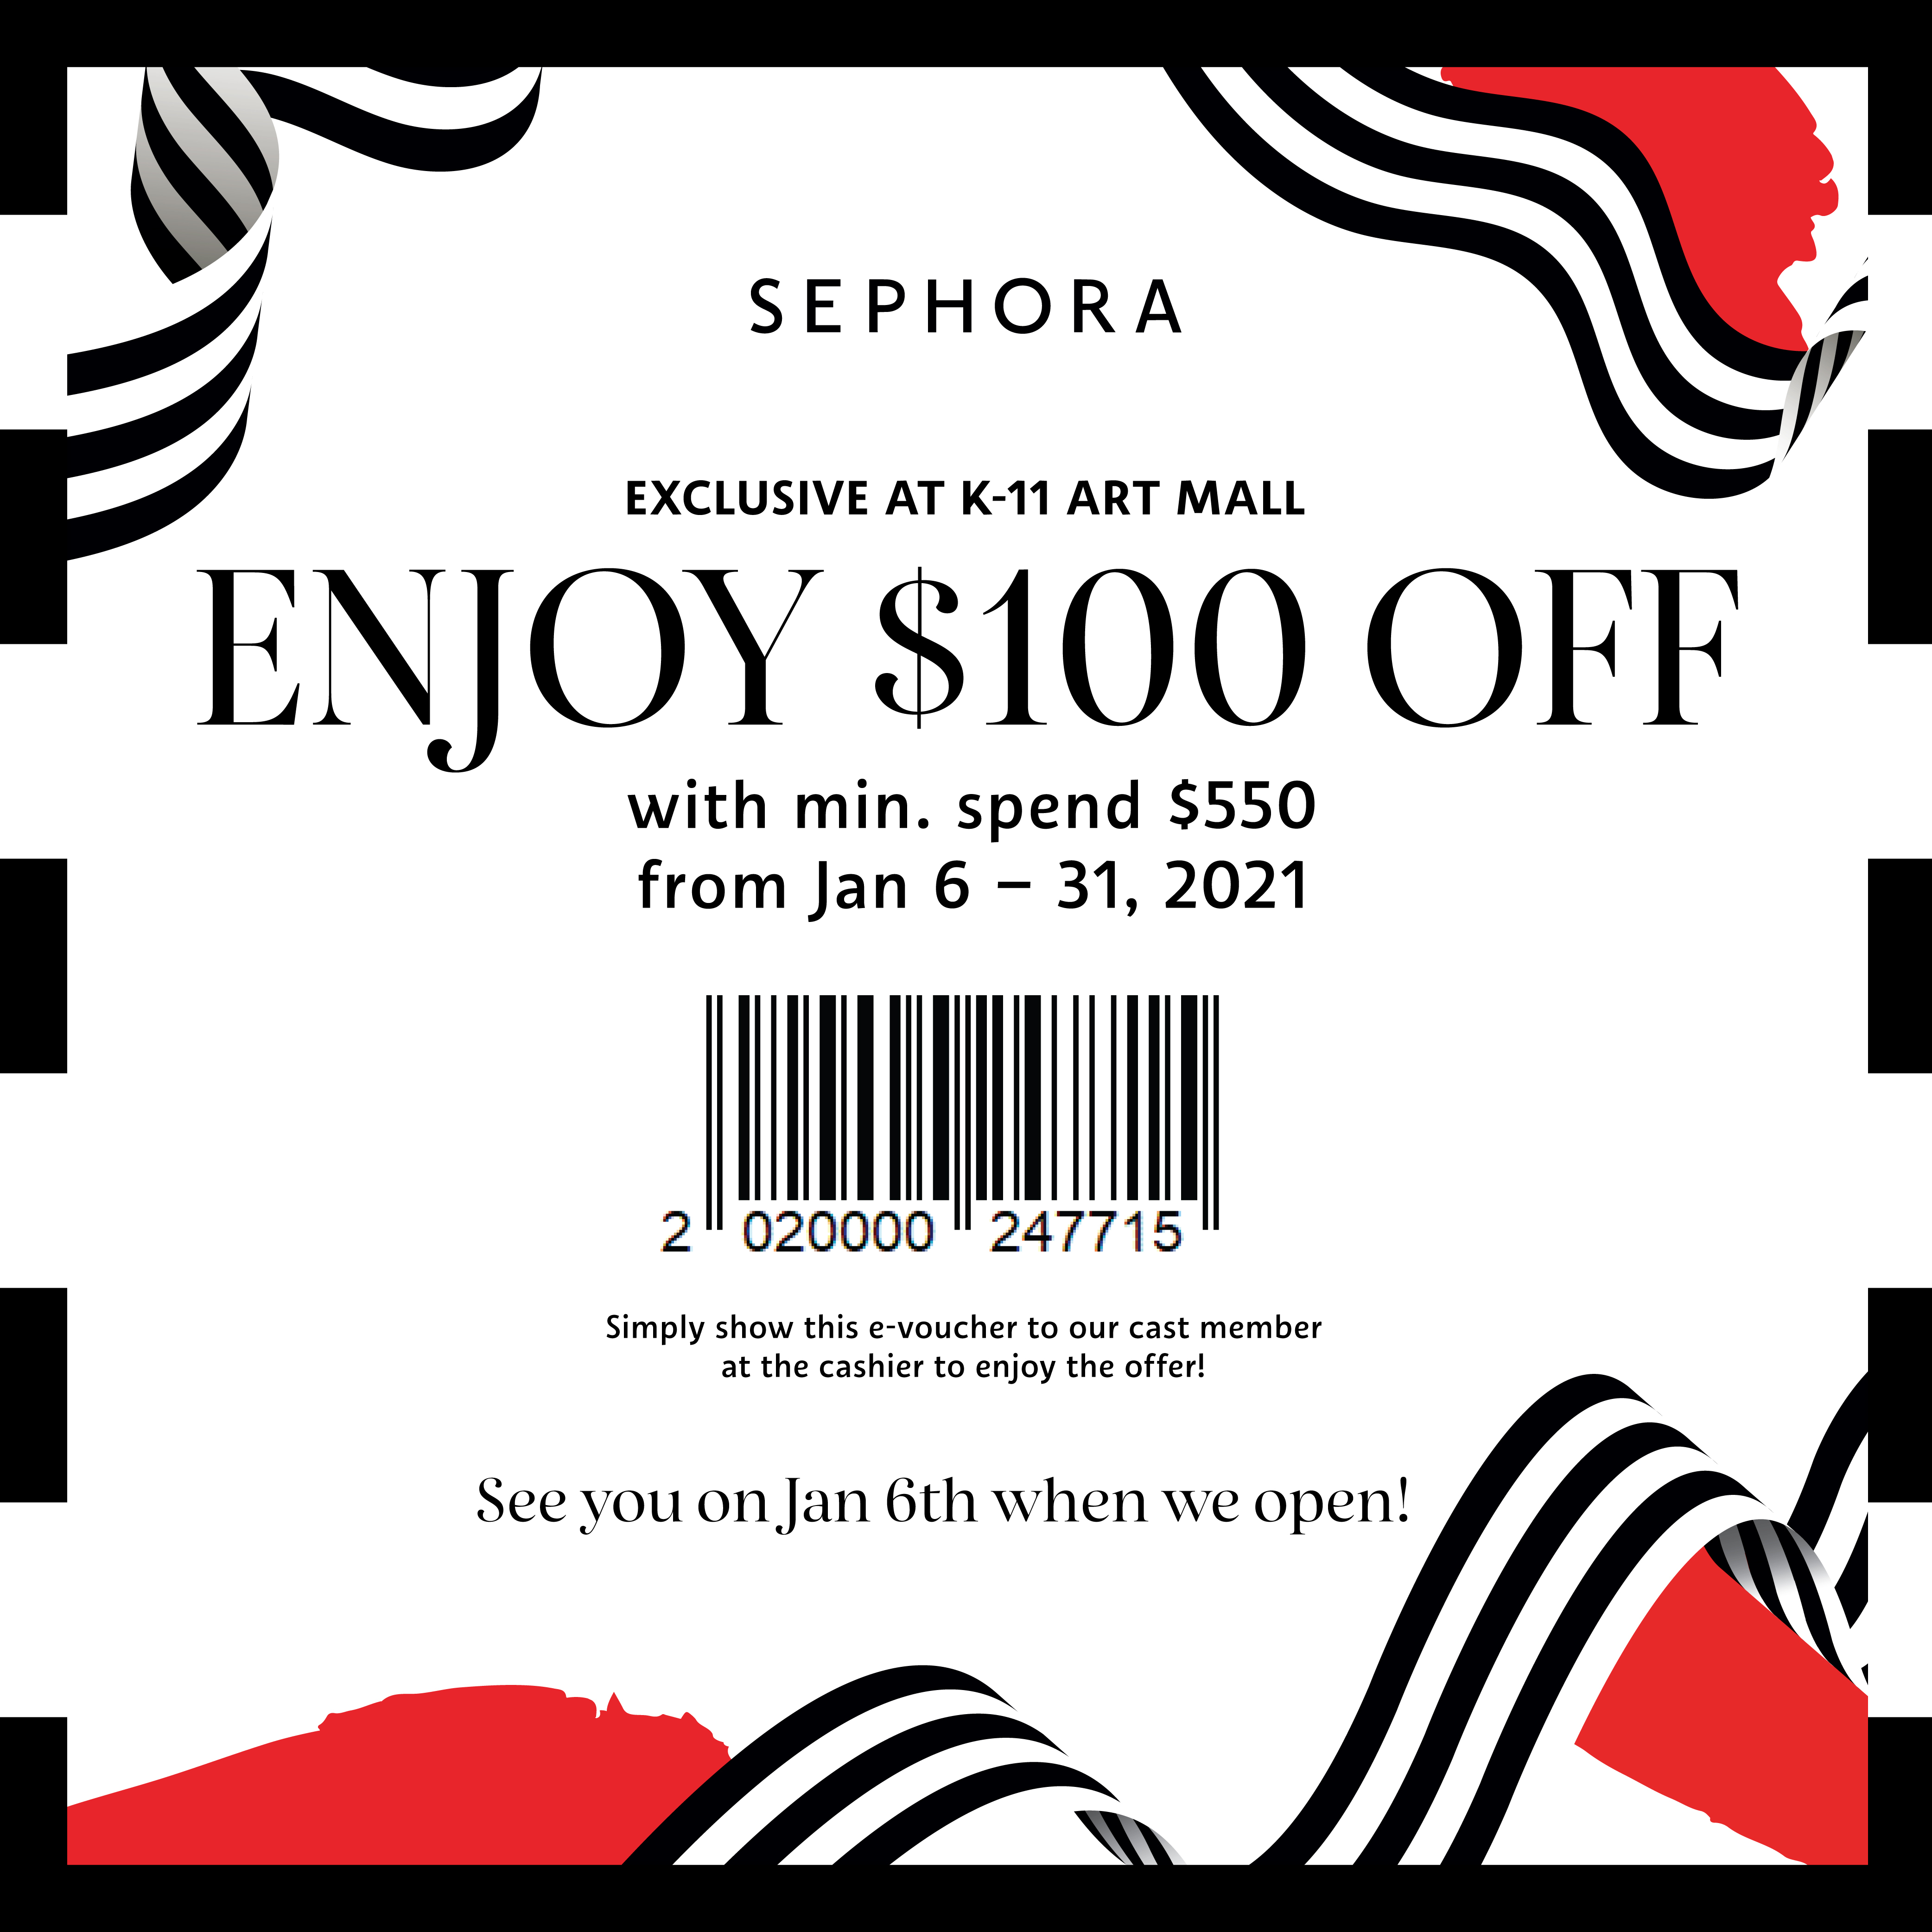 SEPHORA
EXCLUSIVE AT K-11 ART MALL
ENJOY $100 OFF
with min. spend $550
from Jan 6 – 31, 2021
2 020000 247715
Simply show this e-voucher to our cast member
at the cashier to enjoy the offer!
See you on Jan 6th when we open!